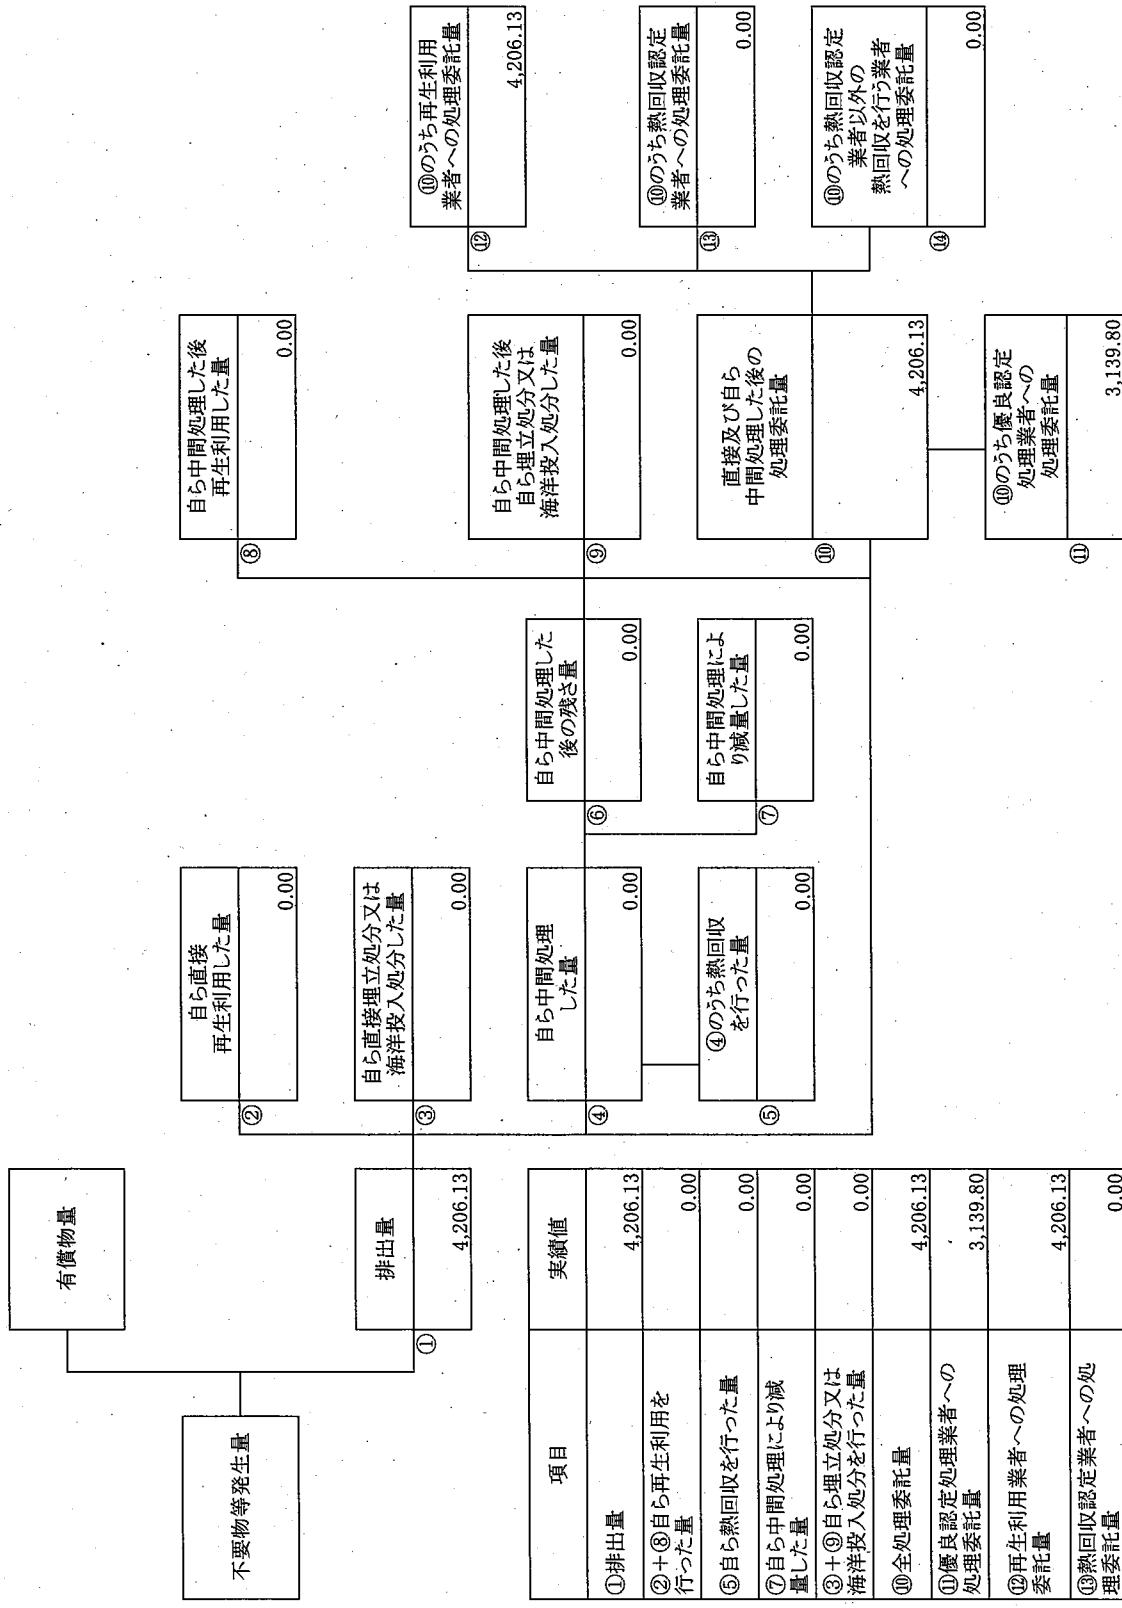 有償物量
不要物等発生量
①
排出量
4,206.13
②
自ら直接
再生利用した量
0.00
③
自ら直接埋立処分又は
海洋投入処分した量
0.00
④
自ら中間処理
した量
0.00
⑤
④のうち熱回収
を行った量
0.00
⑥
自ら中間処理した
後の残さ量
0.00
⑦
自ら中間処理によ
り減量した量
0.00
⑧
自ら中間処理した後
再生利用した量
0.00
⑨
自ら中間処理した後
自ら埋立処分又は
海洋投入処分した量
0.00
⑩
直接及び自ら
中間処理した後の
処理委託量
4,206.13
⑪
⑩のうち優良認定
処理業者への
処理委託量
3,139.80
⑫
⑩のうち再生利用
業者への処理委託量
4,206.13
⑬
⑩のうち熱回収認定
業者への処理委託量
0.00
⑭
⑩のうち熱回収認定
業者以外の
熱回収を行う業者
への処理委託量
0.00
項目 実績値
①排出量 4,206.13
②+⑧自ら再生利用を
行った量 0.00
⑤自ら熱回収を行った量 0.00
⑦自ら中間処理により減
量した量 0.00
③+⑨自ら埋立処分又は
海洋投入処分を行った量 0.00
⑩全処理委託量 4,206.13
⑪優良認定処理業者への
処理委託量 3,139.80
⑫再生利用業者への処理
委託量 4,206.13
⑬熱回収認定業者への処
理委託量 0.00